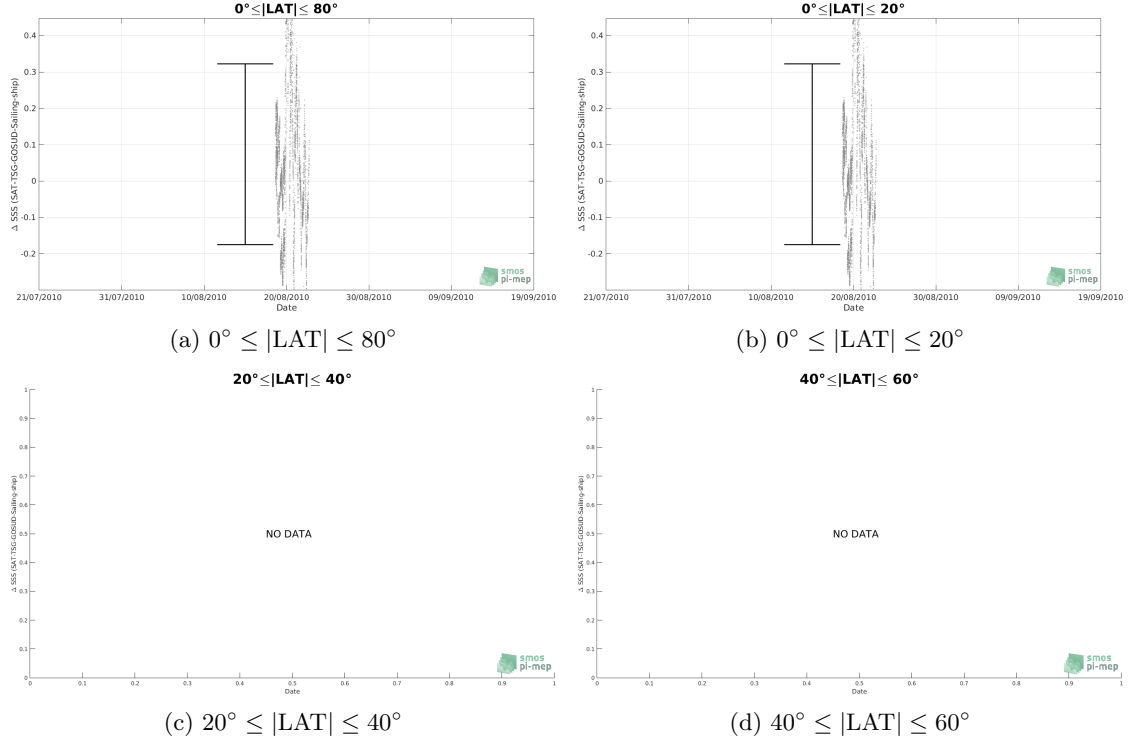 0°≤|LAT|≤ 80°
Δ SSS (SAT-TSG-GOSUD-Sailing-ship)
0.4
0.3
0.2
0.1
0
-0.1
-0.2
21/07/2010 31/07/2010 10/08/2010 20/08/2010 30/08/2010 09/09/2010 19/09/2010
Date
smos
pi-mep
(a) 0° ≤ |LAT| ≤ 80°
0°≤|LAT|≤ 20°
Δ SSS (SAT-TSG-GOSUD-Sailing-ship)
0.4
0.3
0.2
0.1
0
-0.1
-0.2
21/07/2010 31/07/2010 10/08/2010 20/08/2010 30/08/2010 09/09/2010 19/09/2010
Date
smos
pi-mep
(b) 0° ≤ |LAT| ≤ 20°
20°≤|LAT|≤ 40°
Δ SSS (SAT-TSG-GOSUD-Sailing-ship)
1
0.9
0.8
0.7
0.6
0.5
0.4
0.3
0.2
0.1
0
NO DATA
0 0.1 0.2 0.3 0.4 0.5 0.6 0.7 0.8 0.9 1
Date
smos
pi-mep
(c) 20° ≤ |LAT| ≤ 40°
40°≤|LAT|≤ 60°
Δ SSS (SAT-TSG-GOSUD-Sailing-ship)
1
0.9
0.8
0.7
0.6
0.5
0.4
0.3
0.2
0.1
0
NO DATA
0 0.1 0.2 0.3 0.4 0.5 0.6 0.7 0.8 0.9 1
Date
smos
pi-mep
(d) 40° ≤ |LAT| ≤ 60°